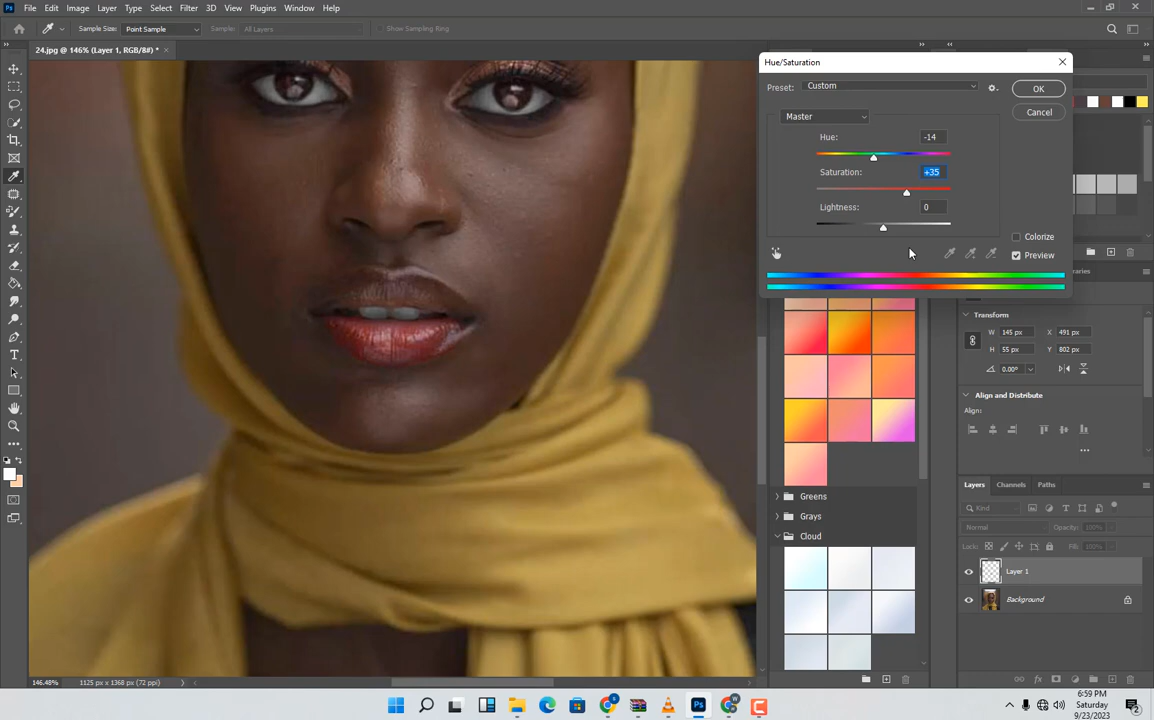 Ps File Edit Image Layer Type Select Filter 3D View Plugins Window Help
Sample Size: Point Sample Sample: All Layers Show Sampling Ring
24.jpg @ 146% (Layer 1, RGB/8#) * ×
Hue/Saturation
Preset: Custom
OK
Cancel
Master
Hue: -14
Saturation: +35
Lightness: 0
Colorize
Preview
Transform
W 145 px X 491 px
H 55 px Y 802 px
0.00°
Align and Distribute
Align:
Greens
Grays
Cloud
Layers Channels Paths
Kind
Normal Opacity: 100%
Lock: Fill: 100%
Layer 1
Background
146.48% 1125 px x 1368 px (72 ppi)
6:59 PM
Saturday
9/23/2023
2